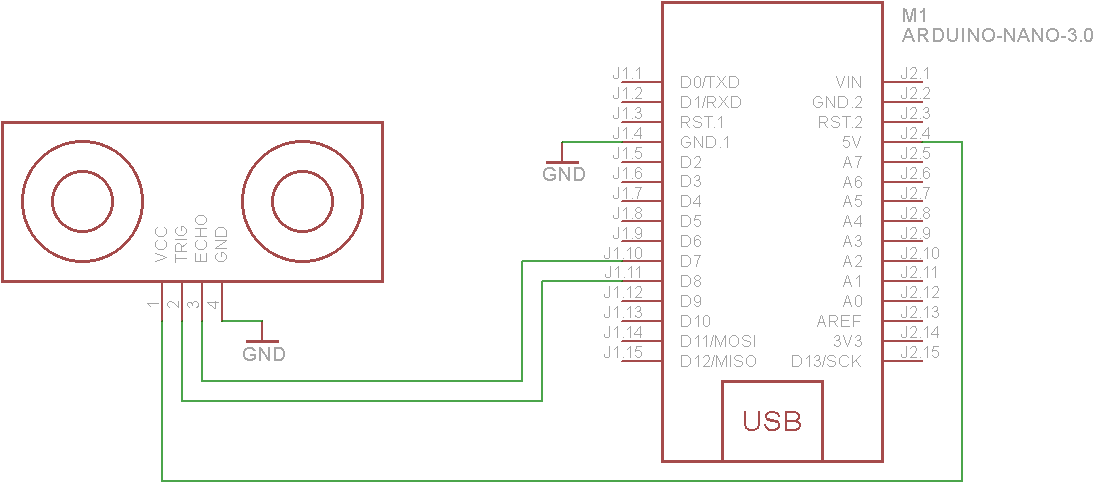 M1
ARDUINO-NANO-3.0
J1.1 D0/TXD VIN J2.1
J1.2 D1/RXD GND.2 J2.2
J1.3 RST.1 RST.2 J2.3
J1.4 GND.1 5V J2.4
J1.5 D2 A7 J2.5
GND
J1.6 D3 A6 J2.6
J1.7 D4 A5 J2.7
J1.8 D5 A4 J2.8
J1.9 D6 A3 J2.9
J1.10 D7 A2 J2.10
J1.11 D8 A1 J2.11
J1.12 D9 A0 J2.12
J1.13 D10 AREF J2.13
J1.14 D11/MOSI 3V3 J2.14
J1.15 D12/MISO D13/SCK J2.15
USB
VCC
TRIG
ECHO
GND
1
2
3
4
GND